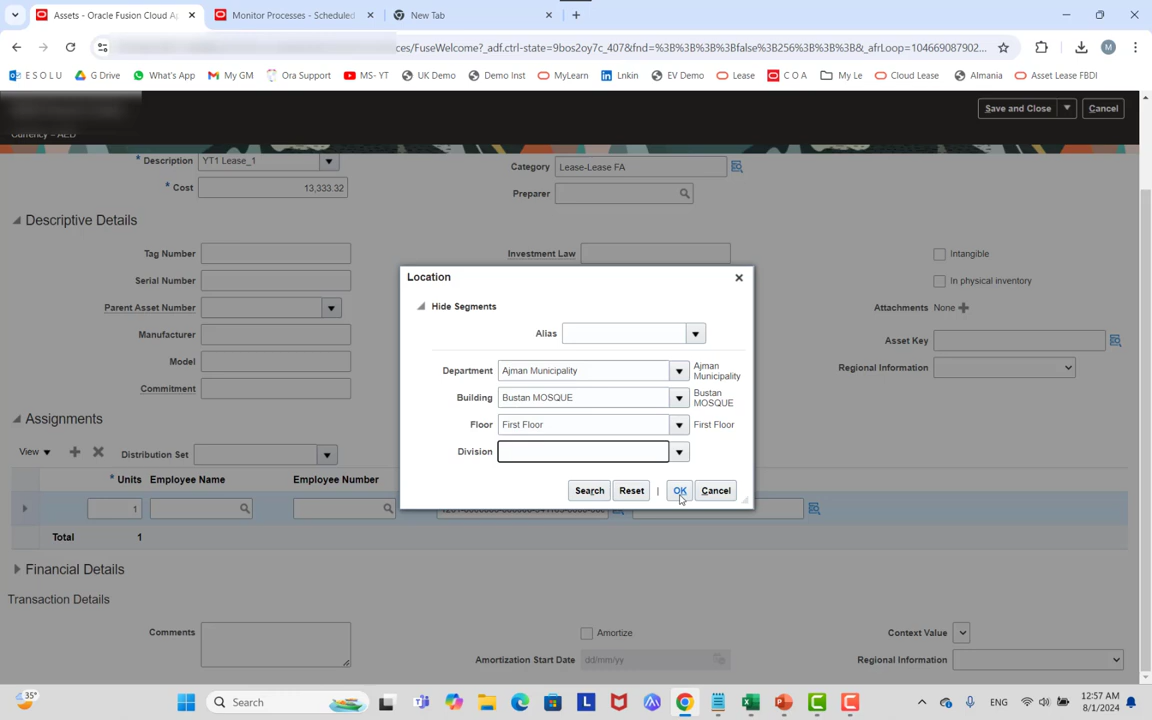 Assets - Oracle Fusion Cloud Ap
Monitor Processes - Scheduled
New Tab
ces/FuseWelcome?_adf.ctrl-state=9bos2oy7c_407&fnd=%3B%3B%3B%3Bfalse%3B256%3B%3B%3B&_afrLoop=104669087902...
M
E S O L U
G Drive
What's App
My GM
Ora Support
MS- YT
UK Demo
Demo Inst
MyLearn
Lnkin
EV Demo
Lease
C O A
My Le
Cloud Lease
Almania
Asset Lease FBDI
Save and Close
Cancel
Currency = AED
* Description YT1 Lease_1
Category Lease-Lease FA
* Cost 13,333.32
Preparer
Descriptive Details
Tag Number
Investment Law
Intangible
Serial Number
In physical inventory
Parent Asset Number
Attachments None
Manufacturer
Asset Key
Model
Regional Information
Commitment
Location
Hide Segments
Alias
Department Ajman Municipality
Ajman Municipality
Building Bustan MOSQUE
Bustan MOSQUE
Floor First Floor
First Floor
Division
Search
Reset
OK
Cancel
Assignments
View
Distribution Set
* Units
Employee Name
Employee Number
1
Total 1
Financial Details
Transaction Details
Comments
Amortize
Context Value
Amortization Start Date dd/mm/yy
Regional Information
35°
Search
ENG
12:57 AM
8/1/2024